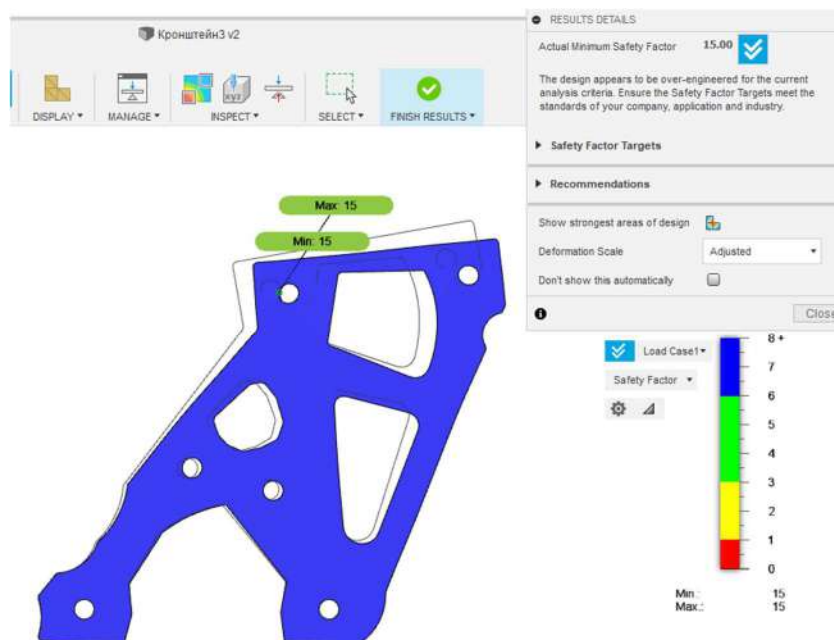 Кронштейн3 v2
DISPLAY
MANAGE
INSPECT
SELECT
FINISH RESULTS
xyz
RESULTS DETAILS
Actual Minimum Safety Factor 15.00
The design appears to be over-engineered for the current
analysis criteria. Ensure the Safety Factor Targets meet the
standards of your company, application and industry.
Safety Factor Targets
Recommendations
Show strongest areas of design
Deformation Scale Adjusted
Don't show this automatically
Close
Max: 15
Min: 15
Load Case1
Safety Factor
8 +
7
6
5
4
3
2
1
0
Min.: 15
Max.: 15